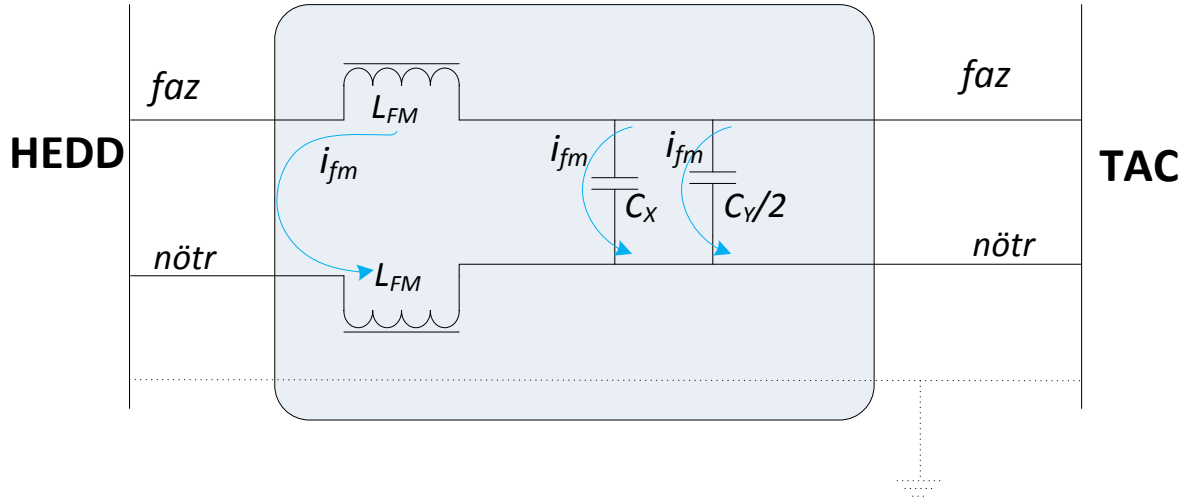 faz
faz
L_FM
HEDD
i_fm
i_fm
i_fm
TAC
C_X
C_Y/2
nötr
nötr
L_FM